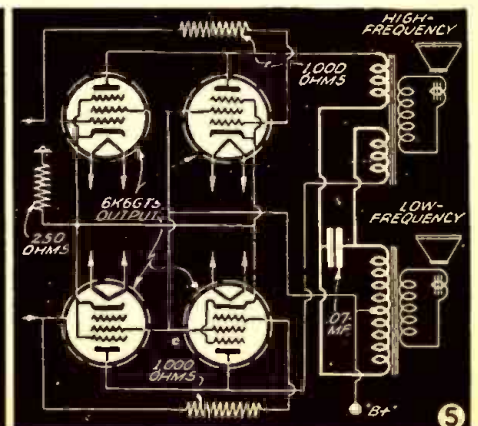 HIGH-
FREQUENCY
1,000
OHMS
6K6GTS
OUTPUT
250
OHMS
LOW-
FREQUENCY
.07
MF
1,000
OHMS
"B+"
5